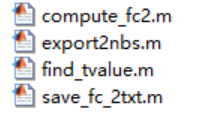 compute_fc2.m
export2nbs.m
find_tvalue.m
save_fc_2txt.m